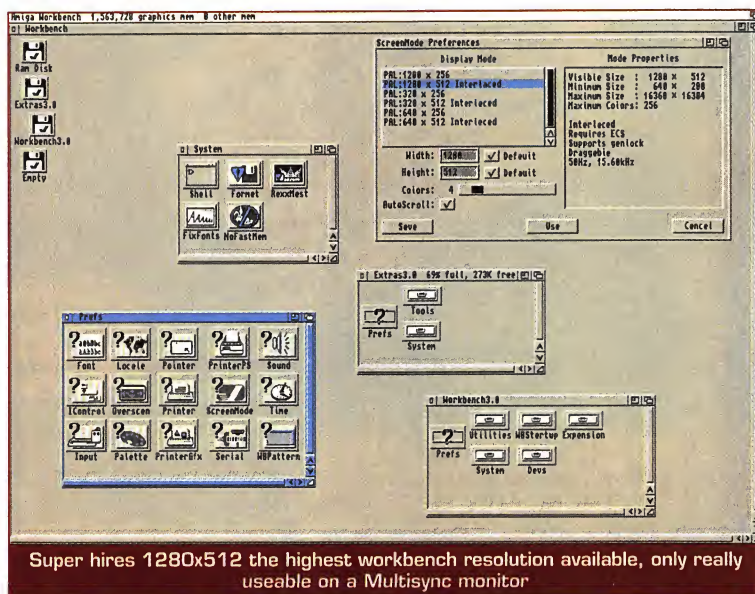 Amiga Workbench 1,563,728 graphics mem 0 other mem
Workbench
Ram Disk
Extras3.0
Workbench3.0
Empty
System
Shell Format RexxMast
FixFonts NoFastMem
ScreenMode Preferences
Display Mode
PAL:1280 x 256
PAL:1280 x 512 Interlaced
PAL:320 x 256
PAL:320 x 512 Interlaced
PAL:640 x 256
PAL:640 x 512 Interlaced
Width: 1280 Default
Height: 512 Default
Colors: 4
AutoScroll:
Mode Properties
Visible Size : 1280 x 512
Minimum Size : 640 x 200
Maximum Size : 16368 x 16384
Maximum Colors: 256
Interlaced
Requires ECS
Supports genlock
Draggable
50Hz, 15.60kHz
Save Use Cancel
Extras3.0 69% full, 273K free
Prefs
Tools
System
Prefs
Font Locale Pointer PrinterPS Sound
IControl Overscan Printer ScreenMode Time
Input Palette PrinterGfx Serial WBPattern
Workbench3.0
Prefs
Utilities WBStartup Expansion
System Devs
Super hires 1280x512 the highest workbench resolution available, only really
useable on a Multisync monitor